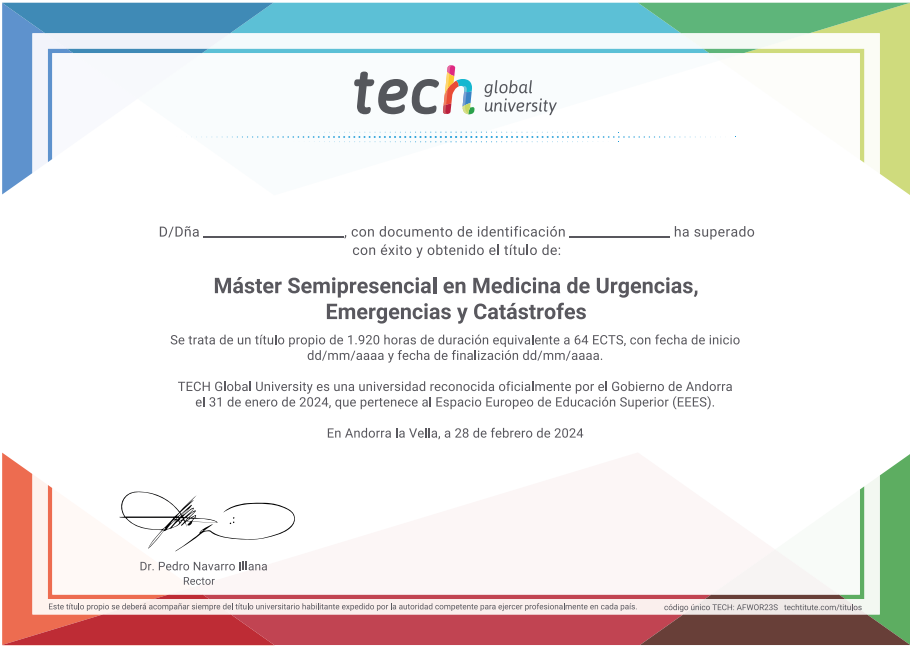 tech global university
D/Dña ____________________, con documento de identificación ______________ ha superado
con éxito y obtenido el título de:
Máster Semipresencial en Medicina de Urgencias,
Emergencias y Catástrofes
Se trata de un título propio de 1.920 horas de duración equivalente a 64 ECTS, con fecha de inicio
dd/mm/aaaa y fecha de finalización dd/mm/aaaa.
TECH Global University es una universidad reconocida oficialmente por el Gobierno de Andorra
el 31 de enero de 2024, que pertenece al Espacio Europeo de Educación Superior (EEES).
En Andorra la Vella, a 28 de febrero de 2024
Dr. Pedro Navarro Illana
Rector
Este título propio se deberá acompañar siempre del título universitario habilitante expedido por la autoridad competente para ejercer profesionalmente en cada país. código único TECH: AFWOR23S techtitute.com/titulos